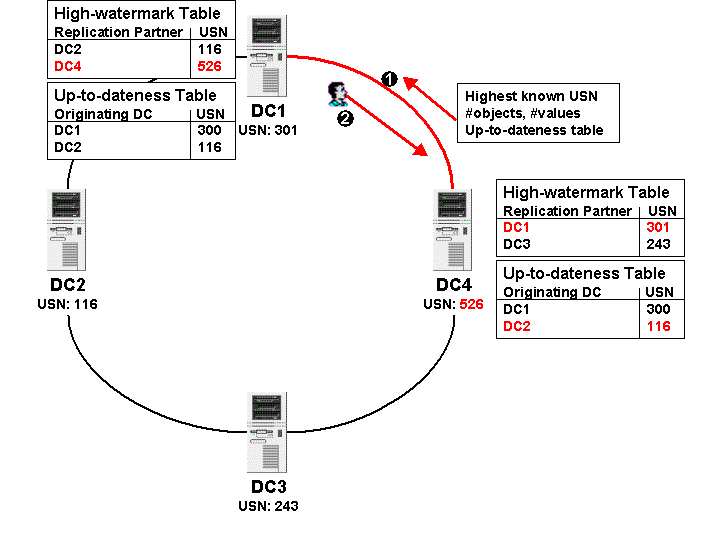 High-watermark Table
Replication Partner USN
DC2 116
DC4 526
Up-to-dateness Table
Originating DC USN
DC1 300
DC2 116
DC1
USN: 301
1
2
Highest known USN
#objects, #values
Up-to-dateness table
DC2
USN: 116
DC4
USN: 526
High-watermark Table
Replication Partner USN
DC1 301
DC3 243
Up-to-dateness Table
Originating DC USN
DC1 300
DC2 116
DC3
USN: 243